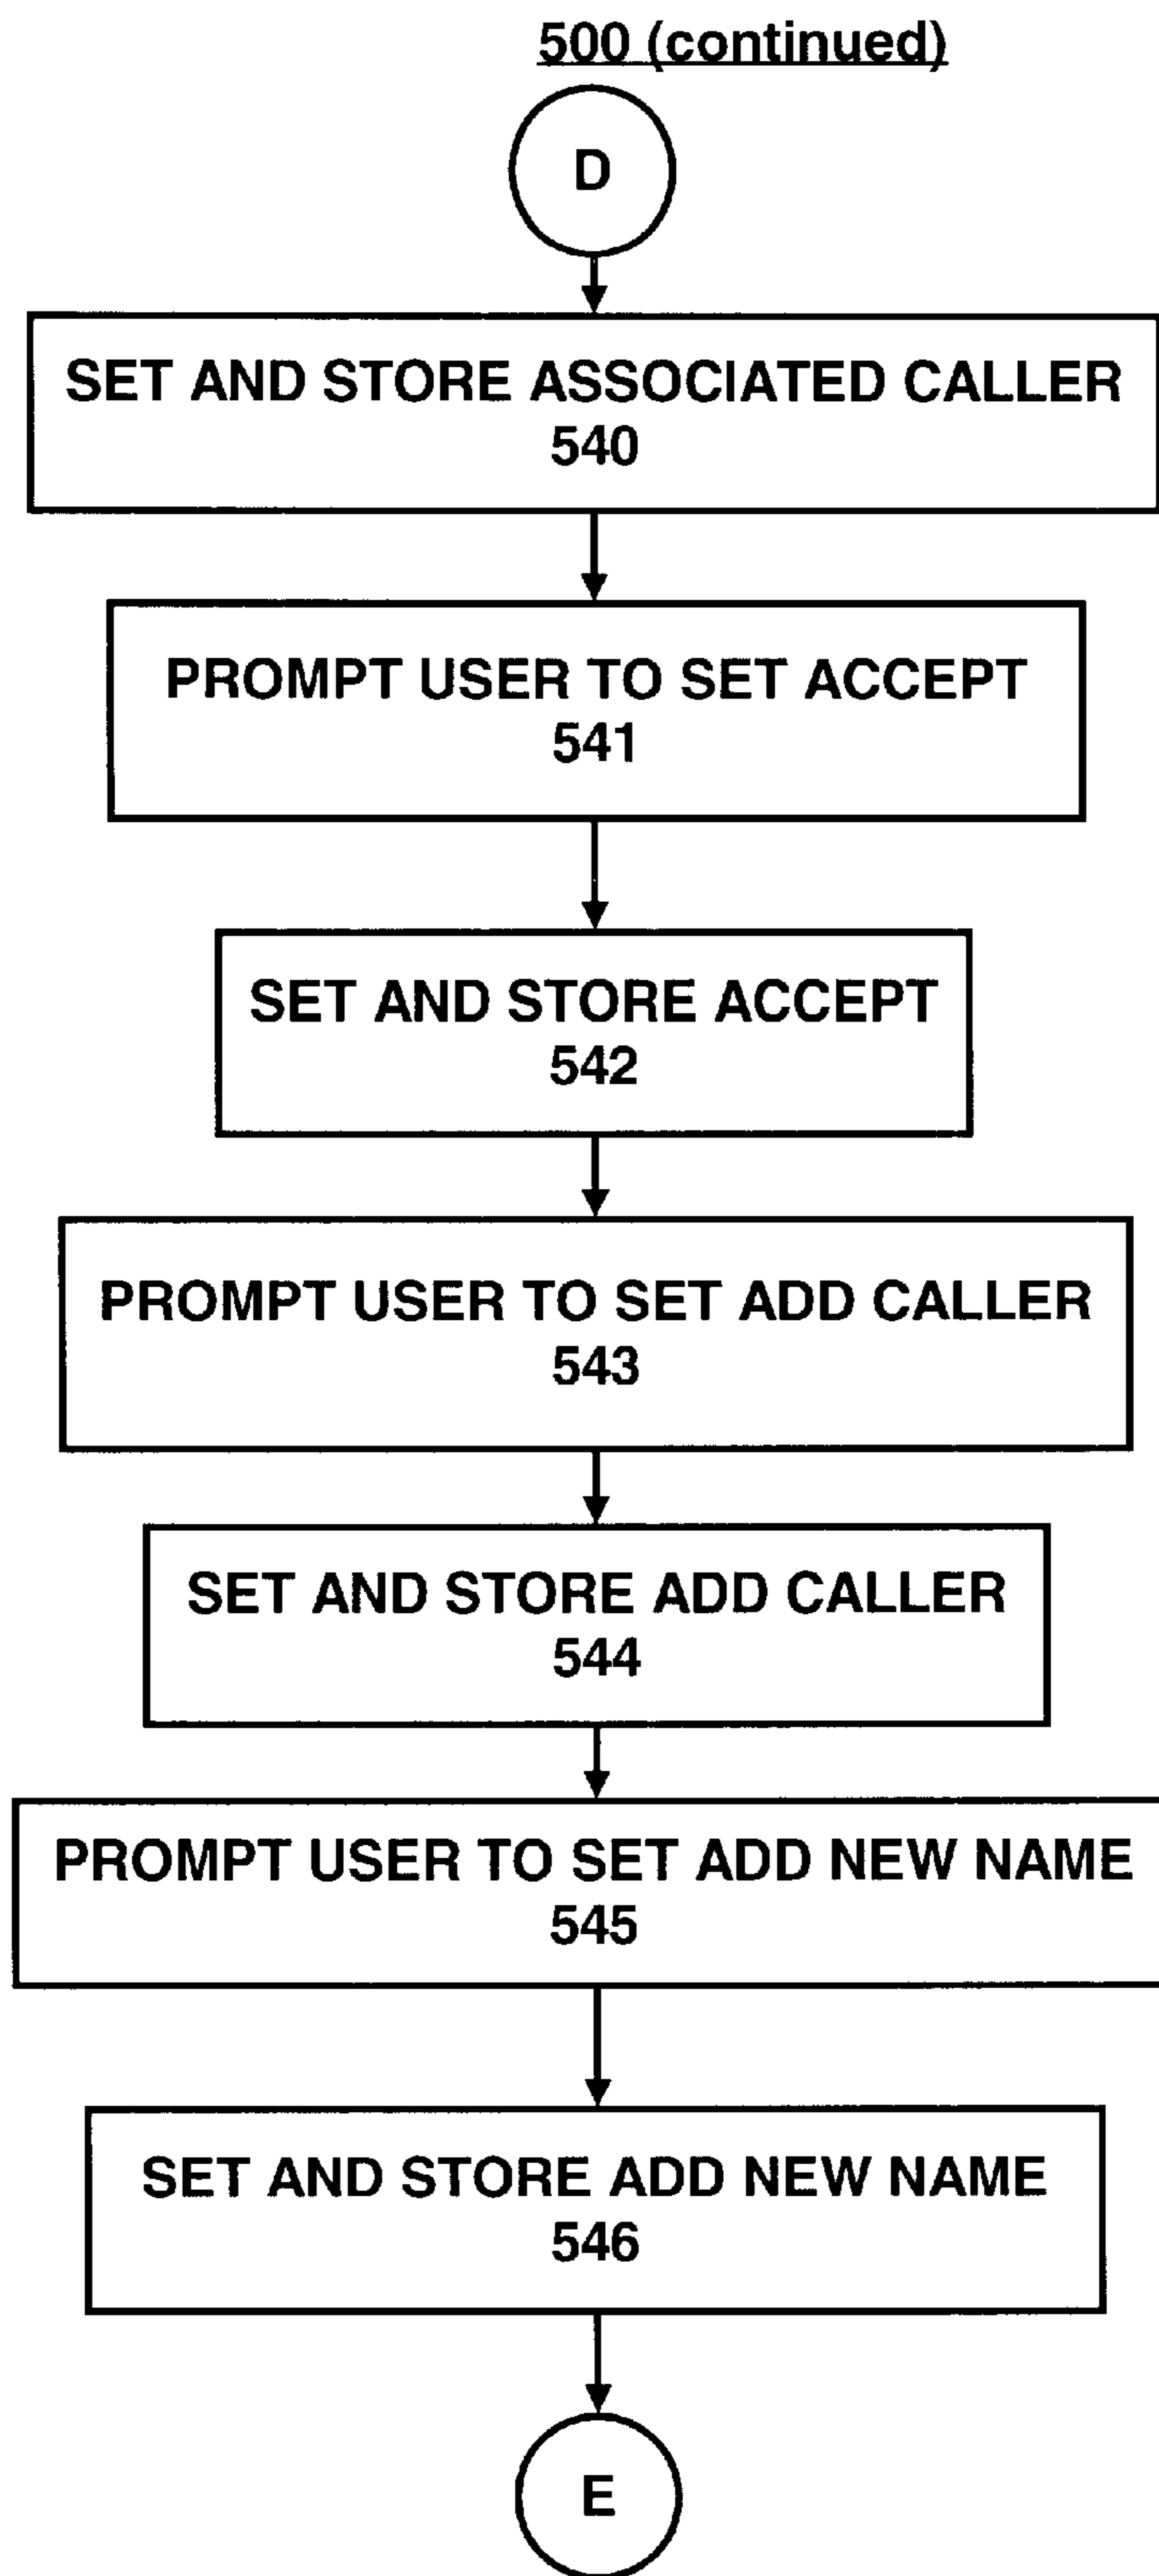 500 (continued)
D
SET AND STORE ASSOCIATED CALLER
540
PROMPT USER TO SET ACCEPT
541
SET AND STORE ACCEPT
542
PROMPT USER TO SET ADD CALLER
543
SET AND STORE ADD CALLER
544
PROMPT USER TO SET ADD NEW NAME
545
SET AND STORE ADD NEW NAME
546
E